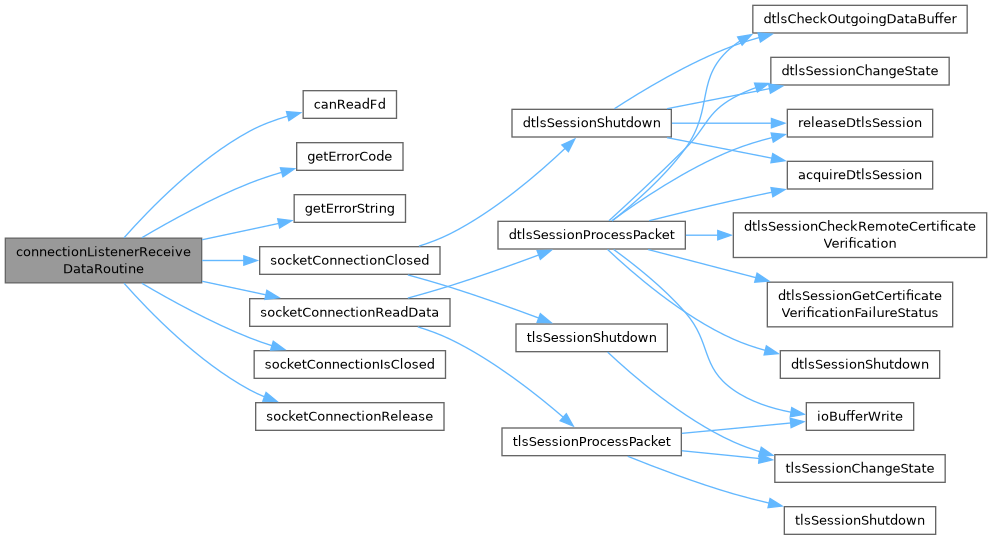 connectionListenerReceive
DataRoutine
canReadFd
getErrorCode
getErrorString
socketConnectionClosed
socketConnectionReadData
socketConnectionIsClosed
socketConnectionRelease
dtlsSessionShutdown
dtlsSessionProcessPacket
tlsSessionShutdown
tlsSessionProcessPacket
dtlsCheckOutgoingDataBuffer
dtlsSessionChangeState
releaseDtlsSession
acquireDtlsSession
dtlsSessionCheckRemoteCertificate
Verification
dtlsSessionGetCertificate
VerificationFailureStatus
dtlsSessionShutdown
ioBufferWrite
tlsSessionChangeState
tlsSessionShutdown